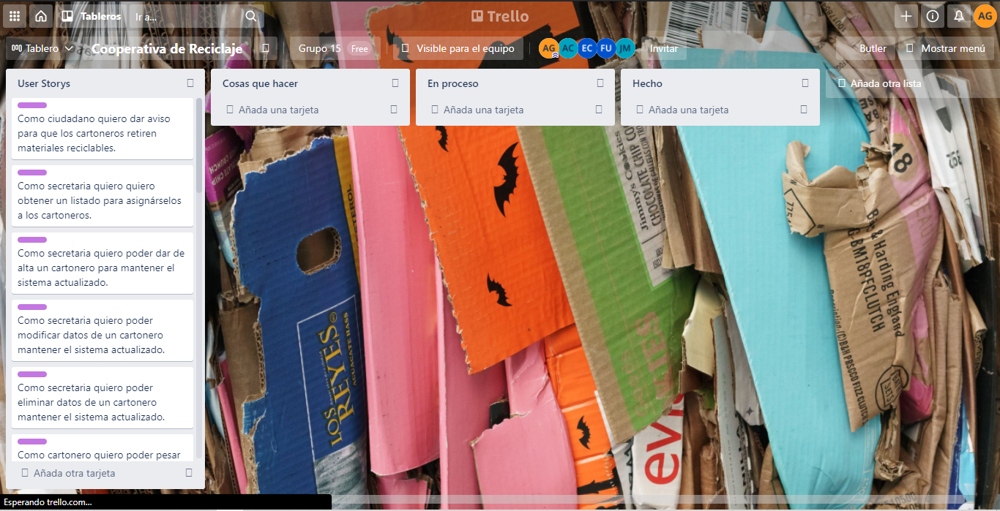 Tableros
Ir a...
Trello
AG
Tablero
Cooperativa de Reciclaje
Grupo 15 Free
Visible para el equipo
AG AC EC FU JM
Invitar
Butler
Mostrar menú
User Storys
Como ciudadano quiero dar aviso
para que los cartoneros retiren
materiales reciclables.
Como secretaria quiero quiero
obtener un listado para asignárselos
a los cartoneros.
Como secretaria quiero poder dar de
alta un cartonero para mantener el
sistema actualizado.
Como secretaria quiero poder
modificar datos de un cartonero
mantener el sistema actualizado.
Como secretaria quiero poder
eliminar datos de un cartonero
mantener el sistema actualizado.
Como cartonero quiero poder pesar
Añada otra tarjeta
Cosas que hacer
Añada una tarjeta
En proceso
Añada una tarjeta
Hecho
Añada una tarjeta
Añada otra lista
LOS REYES
Jimmy's Cookies
CHOCOLATE CHIP
18
775
Harding England
Esperando trello.com...